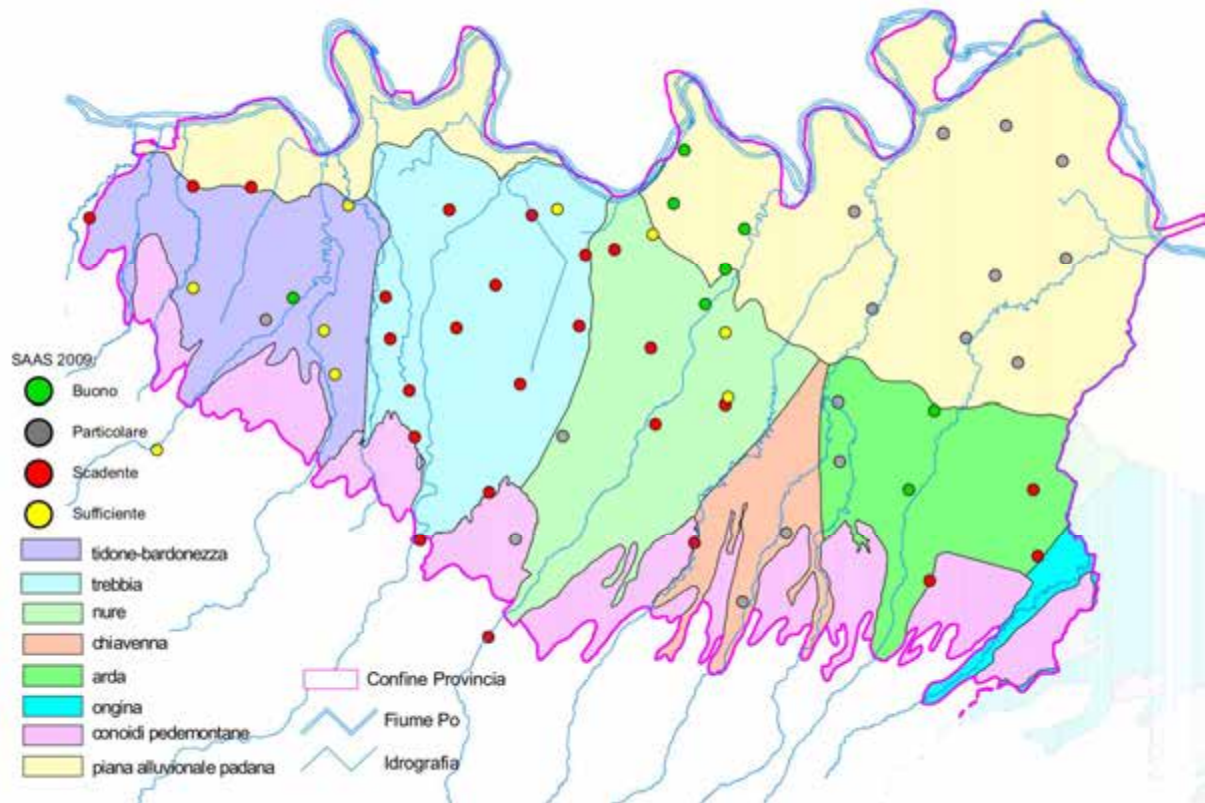 SAAS 2009:
Buono
Particolare
Scadente
Sufficiente
tidone-bardonezza
trebbia
nure
chiavenna
arda
ongina
conoidi pedemontane
piana alluvionale padana
Confine Provincia
Fiume Po
Idrografia